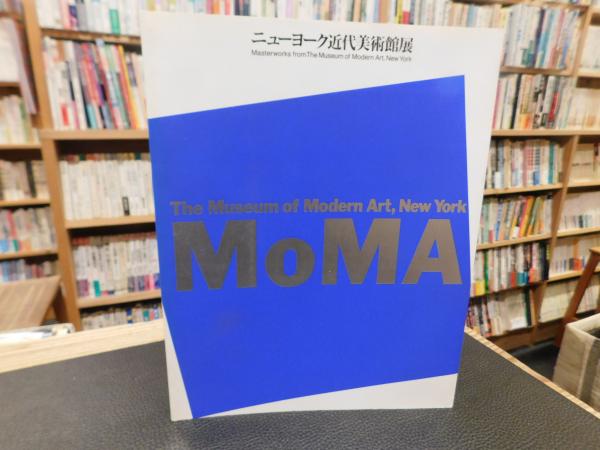 ニューヨーク近代美術館展
Masterworks from The Museum of Modern Art, New York
The Museum of Modern Art, New York
MoMA